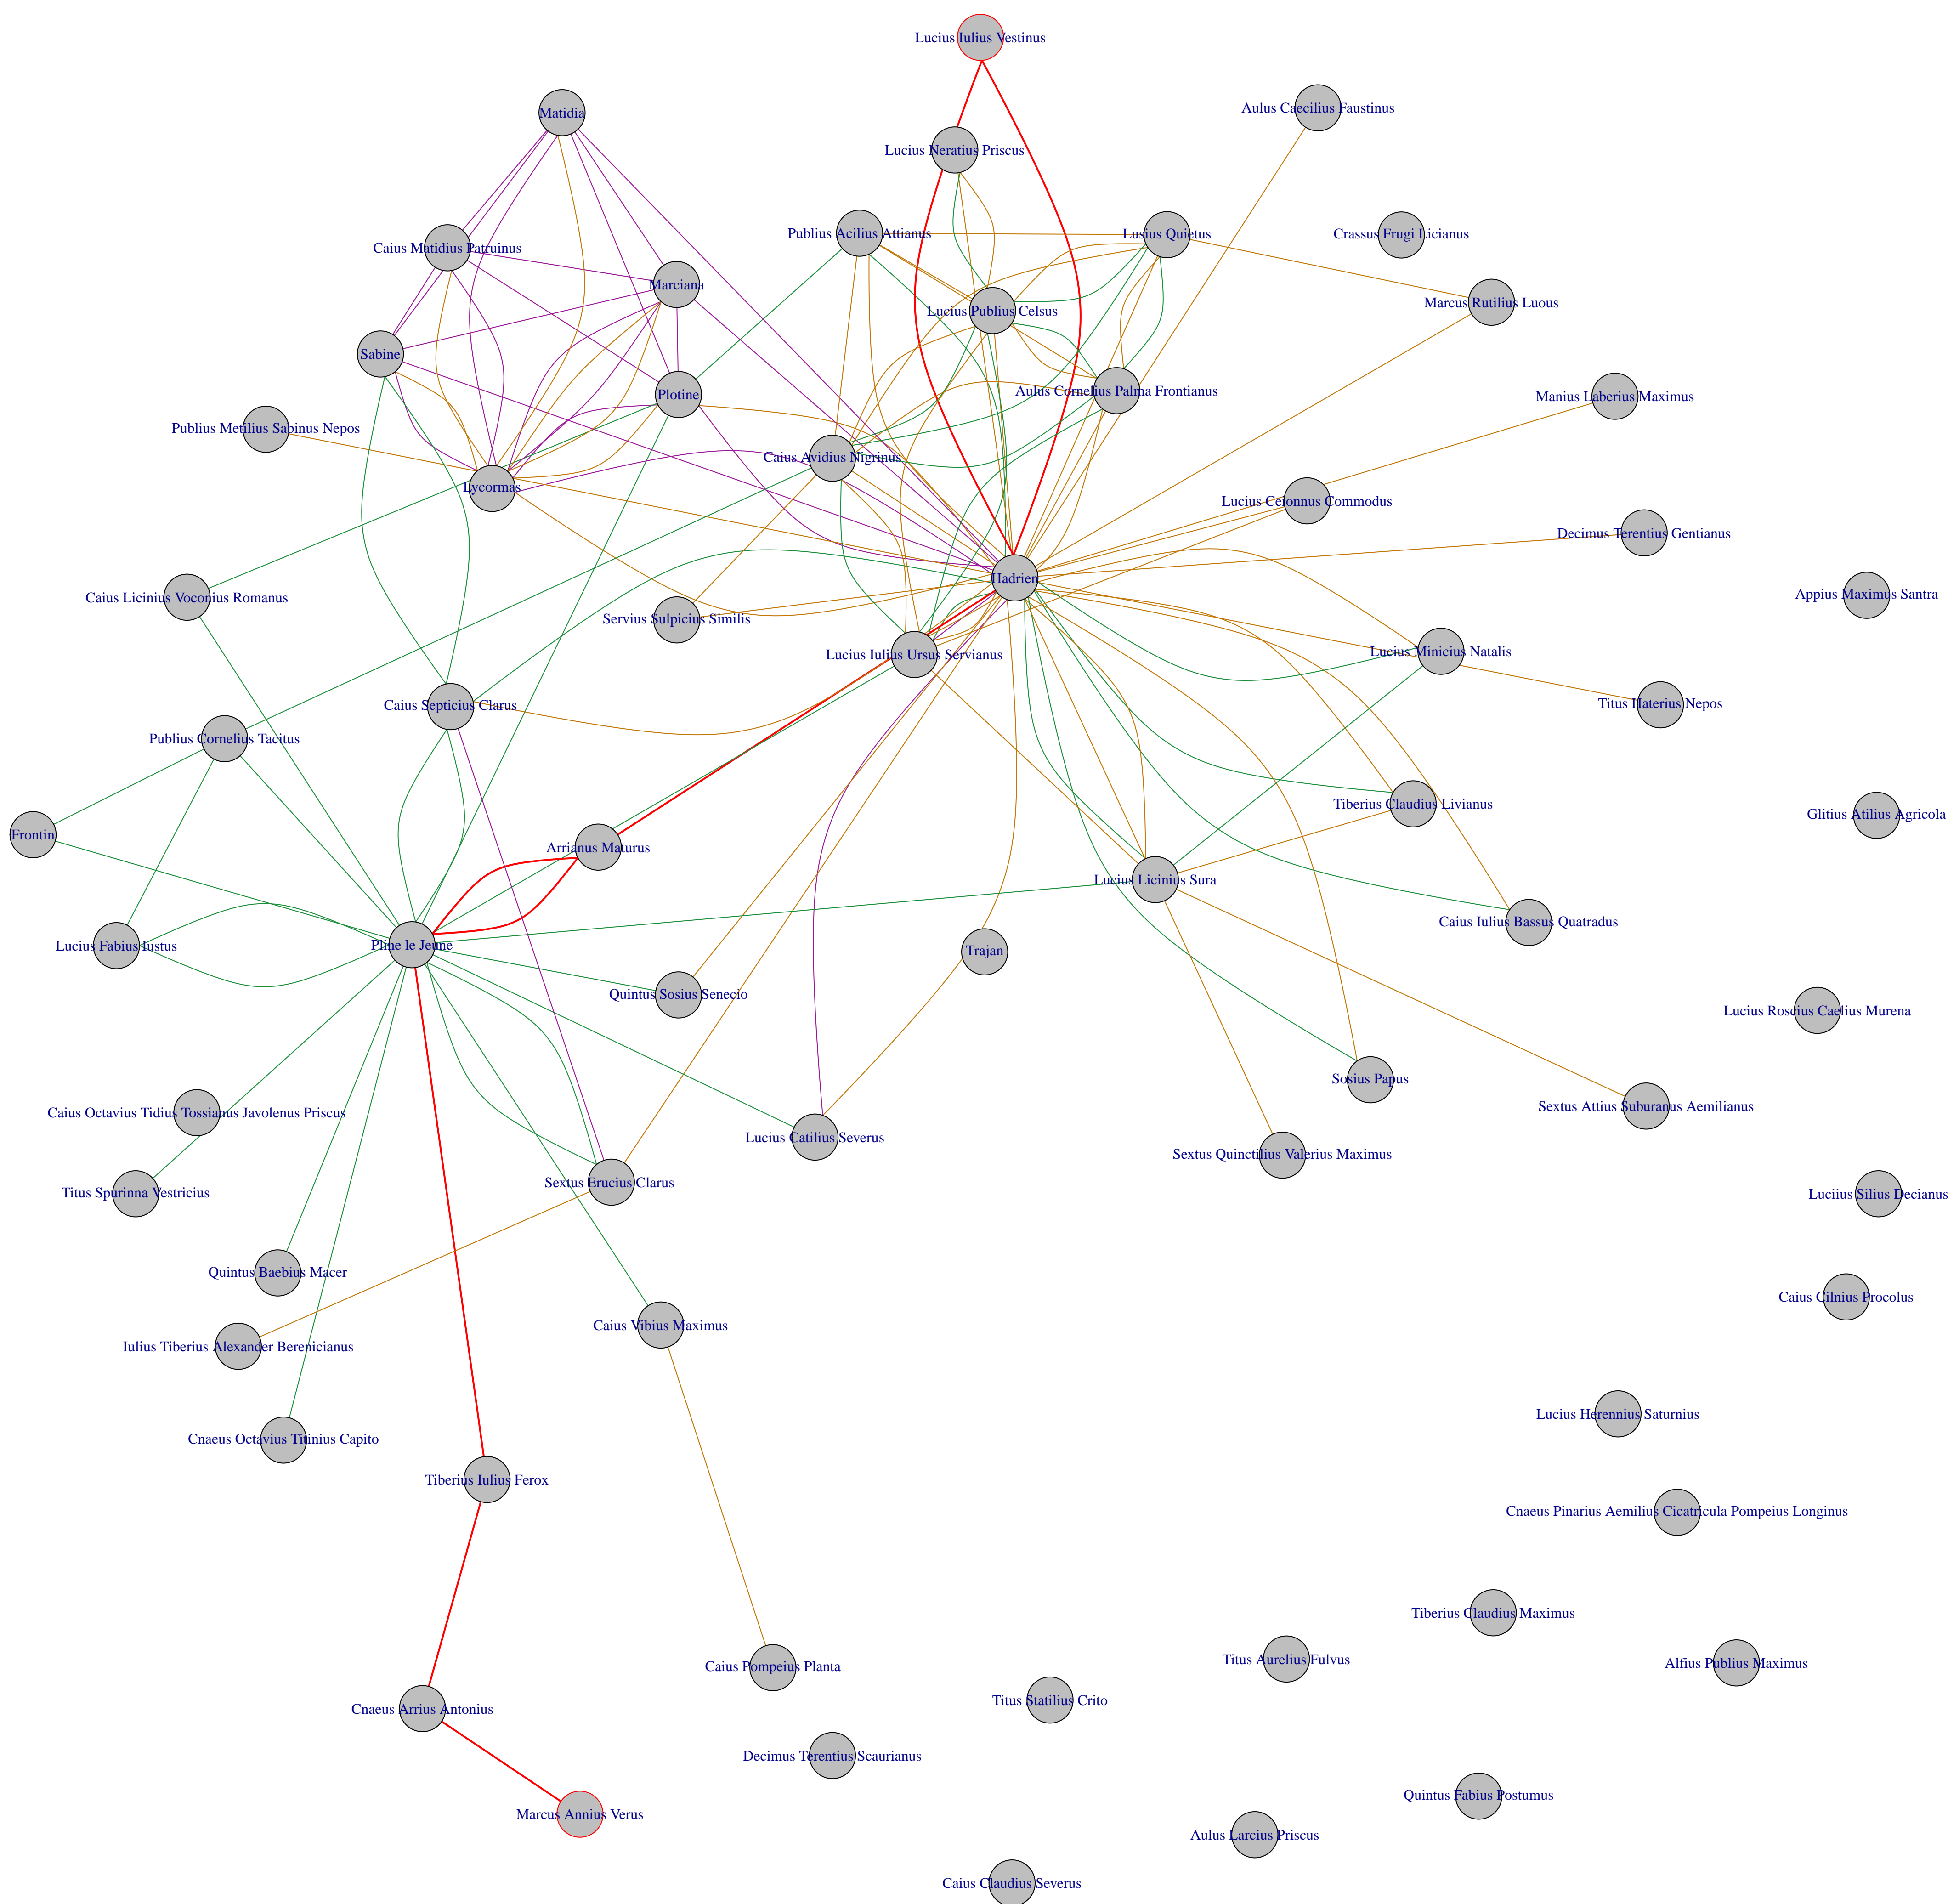 Lucius Iulius Vestinus
Aulus Caecilius Faustinus
Matidia
Lucius Neratius Priscus
Publius Acilius Attianus
Lusius Quietus
Crassus Frugi Licianus
Caius Matidius Patruinus
Marciana
Marcus Rutilius Luous
Lucius Publius Celsus
Sabine
Plotine
Aulus Cornelius Palma Frontianus
Manius Laberius Maximus
Publius Metilius Sabinus Nepos
Caius Avidius Nigrinus
Lycormas
Lucius Ceionnus Commodus
Decimus Terentius Gentianus
Hadrien
Caius Licinius Voconius Romanus
Appius Maximus Santra
Servius Sulpicius Similis
Lucius Iulius Ursus Servianus
Lucius Minicius Natalis
Caius Septicius Clarus
Titus Haterius Nepos
Publius Cornelius Tacitus
Tiberius Claudius Livianus
Glitius Atilius Agricola
Frontin
Arrianus Maturus
Lucius Licinius Sura
Caius Iulius Bassus Quatradus
Lucius Fabius Iustus
Pline le Jeune
Trajan
Quintus Sosius Senecio
Lucius Roscius Caelius Murena
Sosius Papus
Sextus Attius Suburanus Aemilianus
Caius Octavius Tidius Tossianus Javolenus Priscus
Lucius Catilius Severus
Sextus Quinctilius Valerius Maximus
Sextus Erucius Clarus
Titus Spurinna Vestricius
Luciius Silius Decianus
Quintus Baebius Macer
Caius Cilnius Procolus
Caius Vibius Maximus
Iulius Tiberius Alexander Berenicianus
Lucius Herennius Saturnius
Cnaeus Octavius Titinius Capito
Tiberius Iulius Ferox
Cnaeus Pinarius Aemilius Cicatricula Pompeius Longinus
Tiberius Claudius Maximus
Titus Aurelius Fulvus
Alfius Publius Maximus
Caius Pompeius Planta
Titus Statilius Crito
Cnaeus Arrius Antonius
Decimus Terentius Scaurianus
Quintus Fabius Postumus
Marcus Annius Verus
Aulus Larcius Priscus
Caius Claudius Severus